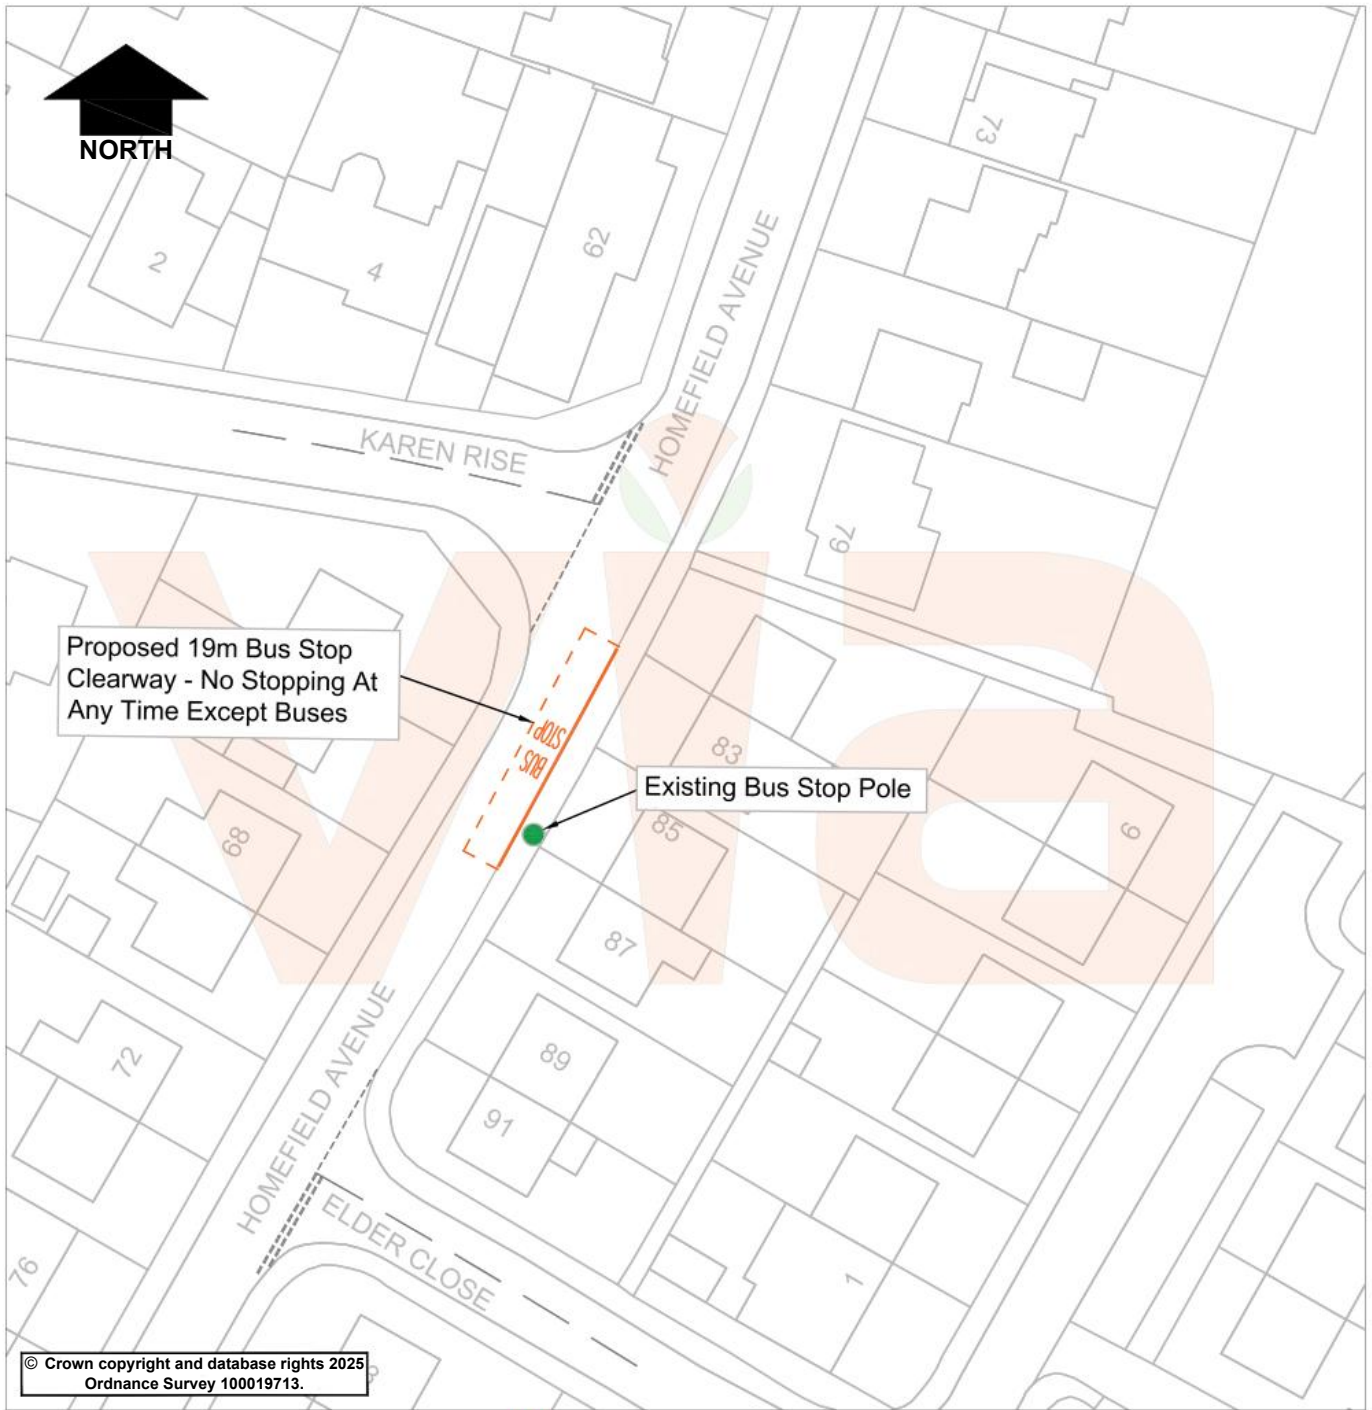 NORTH
73
2
4
62
HOMEFIELD AVENUE
KAREN RISE
79
Proposed 19m Bus Stop
Clearway - No Stopping At
Any Time Except Buses
BUS
STOP
83
Existing Bus Stop Pole
85
68
87
via
HOMEFIELD AVENUE
72
89
91
ELDER CLOSE
76
1
© Crown copyright and database rights 2025
Ordnance Survey 100019713.